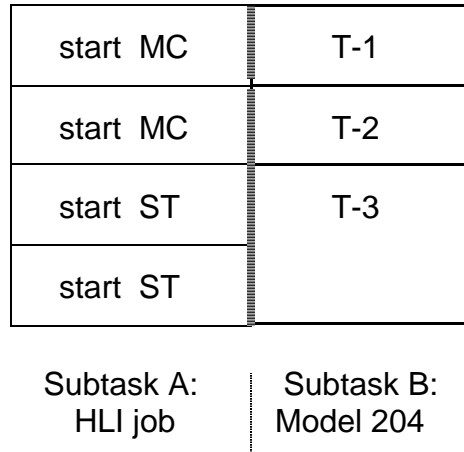 start MC T-1
start MC T-2
start ST T-3
start ST
Subtask A: Subtask B:
HLI job Model 204